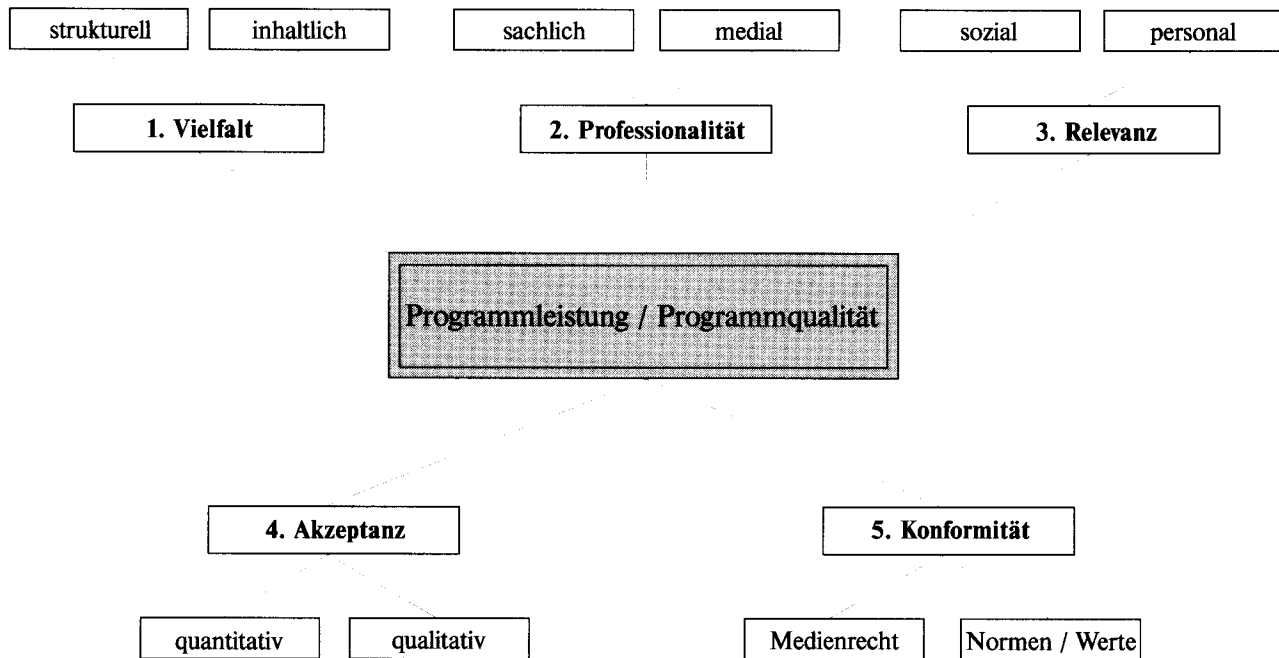 strukturell inhaltlich sachlich medial sozial personal
1. Vielfalt 2. Professionalität 3. Relevanz
Programmleistung / Programmqualität
4. Akzeptanz 5. Konformität
quantitativ qualitativ Medienrecht Normen / Werte